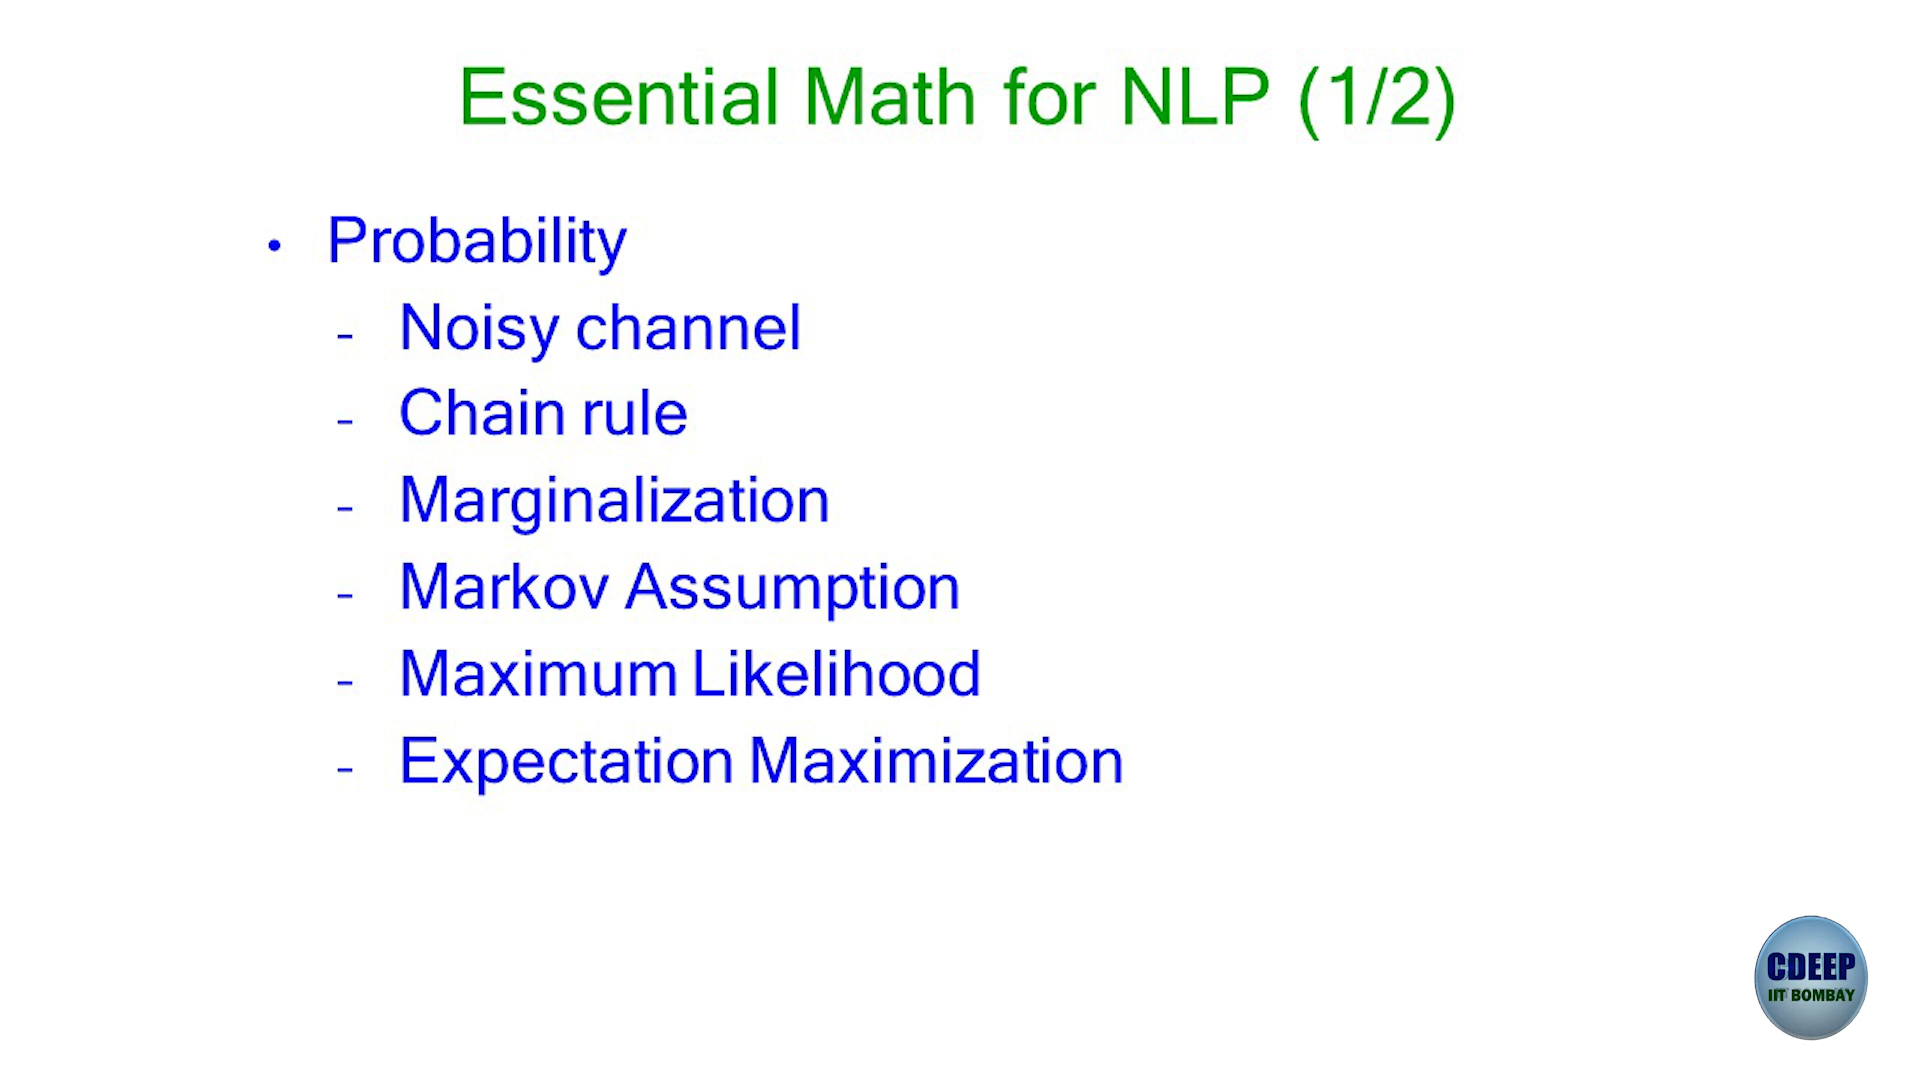 Essential Math for NLP (1/2)
• Probability
- Noisy channel
- Chain rule
- Marginalization
- Markov Assumption
- Maximum Likelihood
- Expectation Maximization
CDEEP
IIT BOMBAY